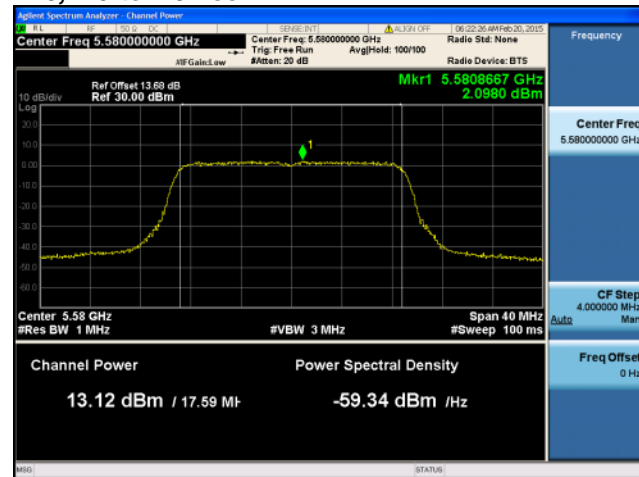 Agilent Spectrum Analyzer - Channel Power
RL RF 50 Ω DC SENSE:INT ALIGN OFF 06:22:26 AM Feb 20, 2015
Center Freq 5.580000000 GHz
Center Freq: 5.580000000 GHz
Radio Std: None
Trig: Free Run Avg|Hold: 100/100
#IFGain:Low #Atten: 20 dB Radio Device: BTS
Frequency
Mkr1 5.5808667 GHz
2.0980 dBm
Ref Offset 13.68 dB
10 dB/div Ref 30.00 dBm
Log
20.0
10.0
0.00
-10.0
-20.0
-30.0
-40.0
-50.0
-60.0
1
Center 5.58 GHz Span 40 MHz
#Res BW 1 MHz #VBW 3 MHz #Sweep 100 ms
Channel Power Power Spectral Density
13.12 dBm / 17.59 MH -59.34 dBm /Hz
Center Freq
5.580000000 GHz
CF Step
4.000000 MHz
Auto Man
Freq Offset
0 Hz
MSG STATUS